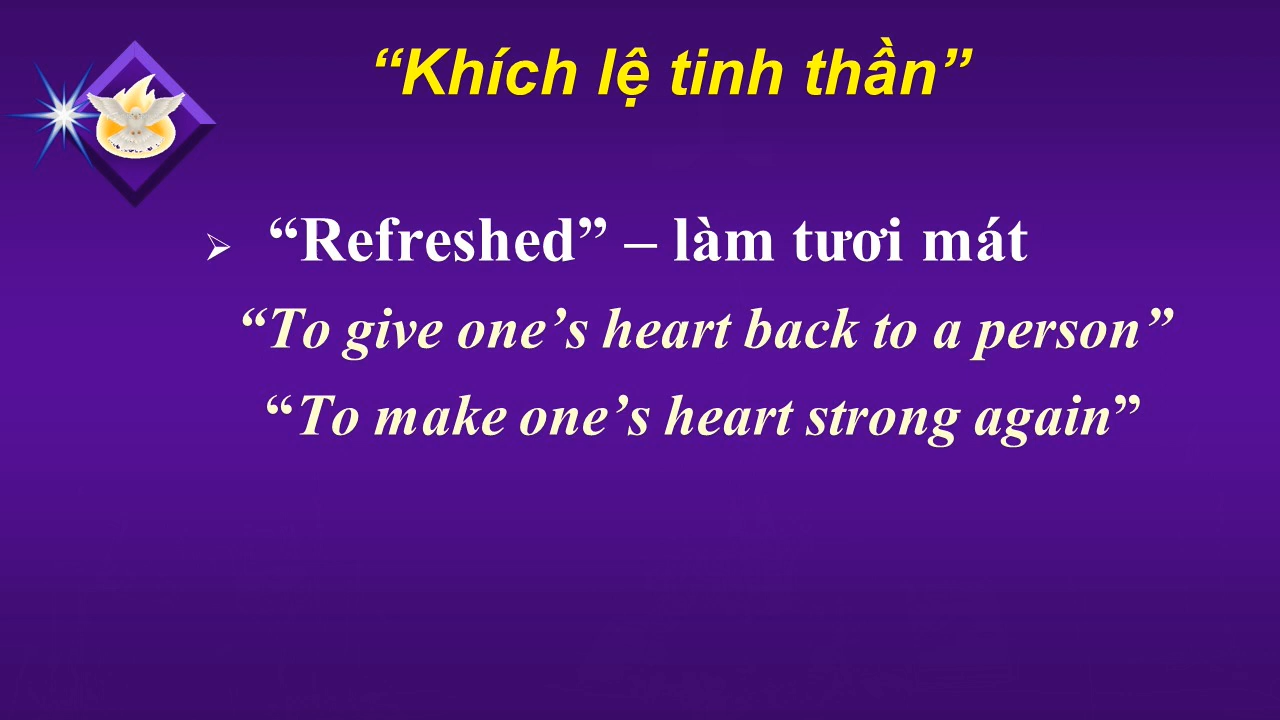 “Khích lệ tinh thần”
“Refreshed” – làm tươi mát
“To give one’s heart back to a person”
“To make one’s heart strong again”